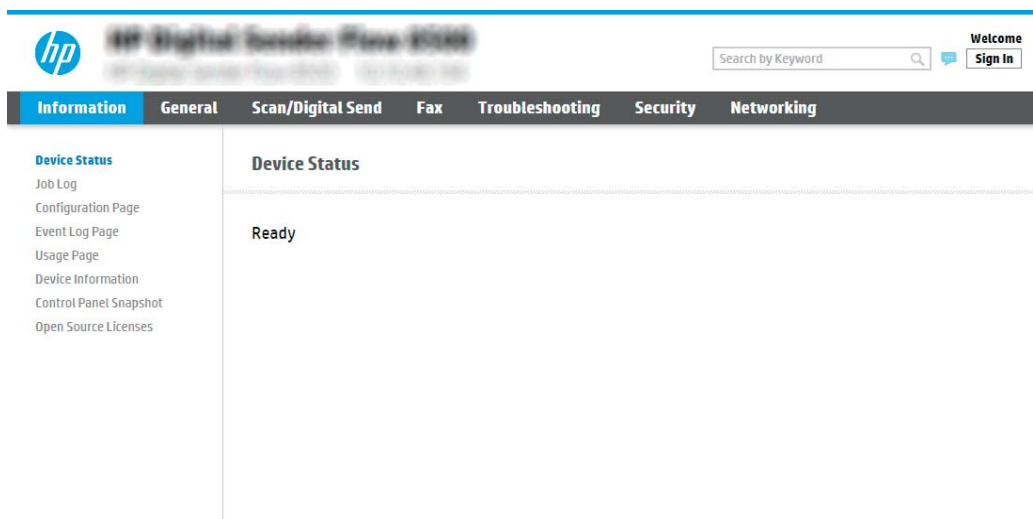 hp
Welcome
Search by Keyword
Sign In
Information General Scan/Digital Send Fax Troubleshooting Security Networking
Device Status
Job Log
Configuration Page
Event Log Page
Usage Page
Device Information
Control Panel Snapshot
Open Source Licenses
Device Status
Ready